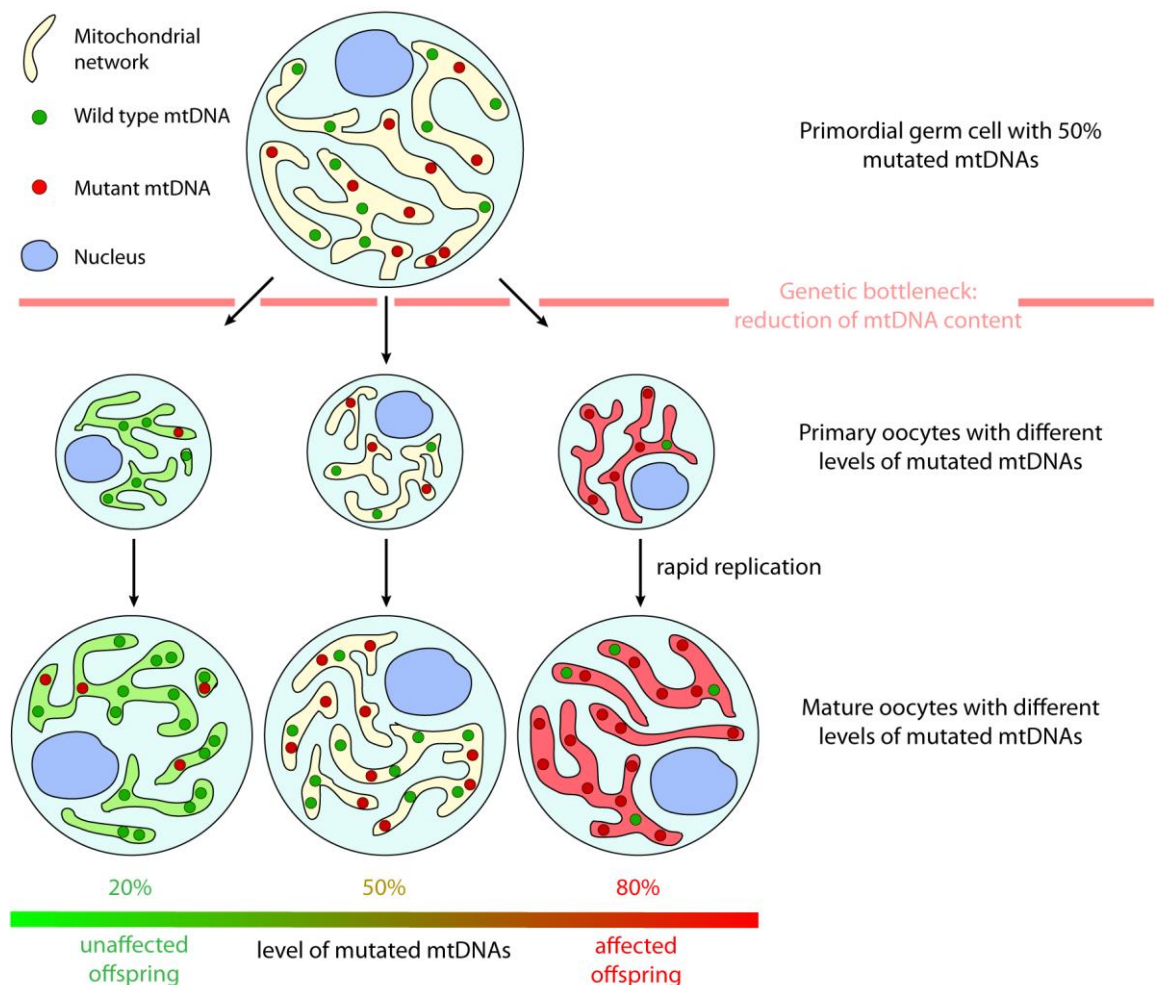 Mitochondrial
network
Wild type mtDNA
Mutant mtDNA
Nucleus
Primordial germ cell with 50%
mutated mtDNAs
Genetic bottleneck:
reduction of mtDNA content
Primary oocytes with different
levels of mutated mtDNAs
rapid replication
Mature oocytes with different
levels of mutated mtDNAs
20%
50%
80%
unaffected
offspring
level of mutated mtDNAs
affected
offspring